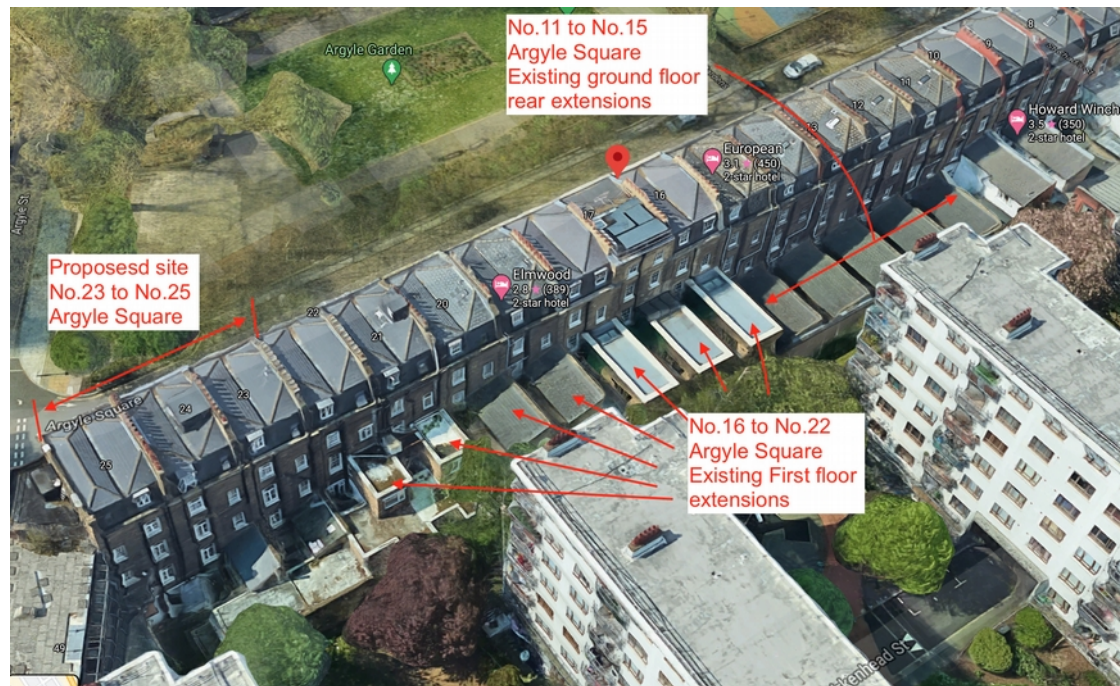 No.11 to No.15
Argyle Square
Existing ground floor
rear extensions
Argyle Garden
8
9
10
11
12
13
Howard Winch
3.5 ★ (350)
2-star hotel
European
3.1 ★ (450)
2-star hotel
16
17
Argyle St
Proposesd site
No.23 to No.25
Argyle Square
Elmwood
2.8 ★ (389)
2-star hotel
20
22
21
23
24
Argyle Square
25
No.16 to No.22
Argyle Square
Existing First floor
extensions
49
kenhead St